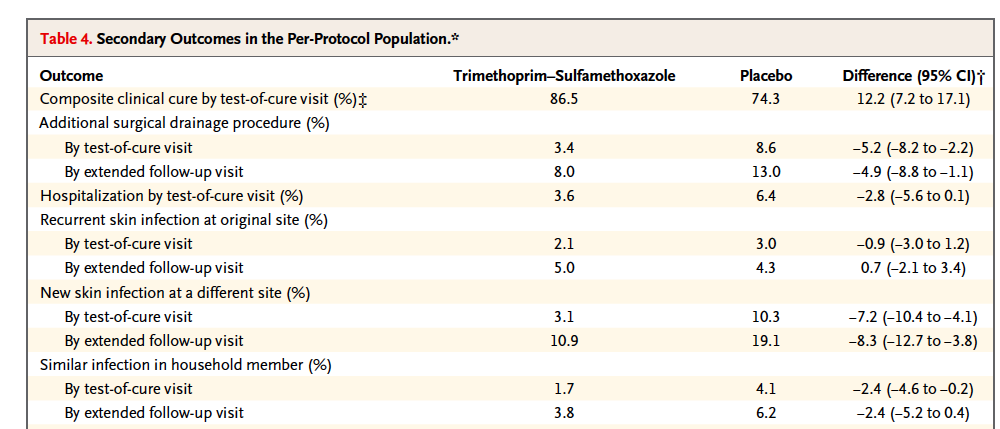 Table 4. Secondary Outcomes in the Per-Protocol Population.*
Outcome Trimethoprim–Sulfamethoxazole Placebo Difference (95% CI)†
Composite clinical cure by test-of-cure visit (%)‡ 86.5 74.3 12.2 (7.2 to 17.1)
Additional surgical drainage procedure (%)
By test-of-cure visit 3.4 8.6 –5.2 (–8.2 to –2.2)
By extended follow-up visit 8.0 13.0 –4.9 (–8.8 to –1.1)
Hospitalization by test-of-cure visit (%) 3.6 6.4 –2.8 (–5.6 to 0.1)
Recurrent skin infection at original site (%)
By test-of-cure visit 2.1 3.0 –0.9 (–3.0 to 1.2)
By extended follow-up visit 5.0 4.3 0.7 (–2.1 to 3.4)
New skin infection at a different site (%)
By test-of-cure visit 3.1 10.3 –7.2 (–10.4 to –4.1)
By extended follow-up visit 10.9 19.1 –8.3 (–12.7 to –3.8)
Similar infection in household member (%)
By test-of-cure visit 1.7 4.1 –2.4 (–4.6 to –0.2)
By extended follow-up visit 3.8 6.2 –2.4 (–5.2 to 0.4)